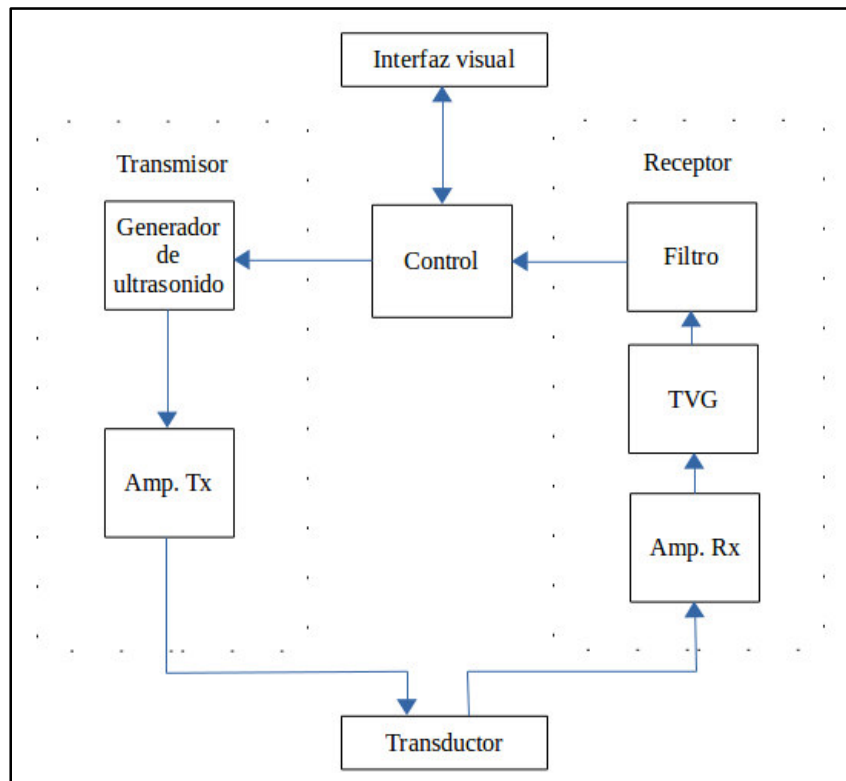 Interfaz visual
Transmisor
Receptor
Generador
de
ultrasonido
Control
Filtro
TVG
Amp. Tx
Amp. Rx
Transductor